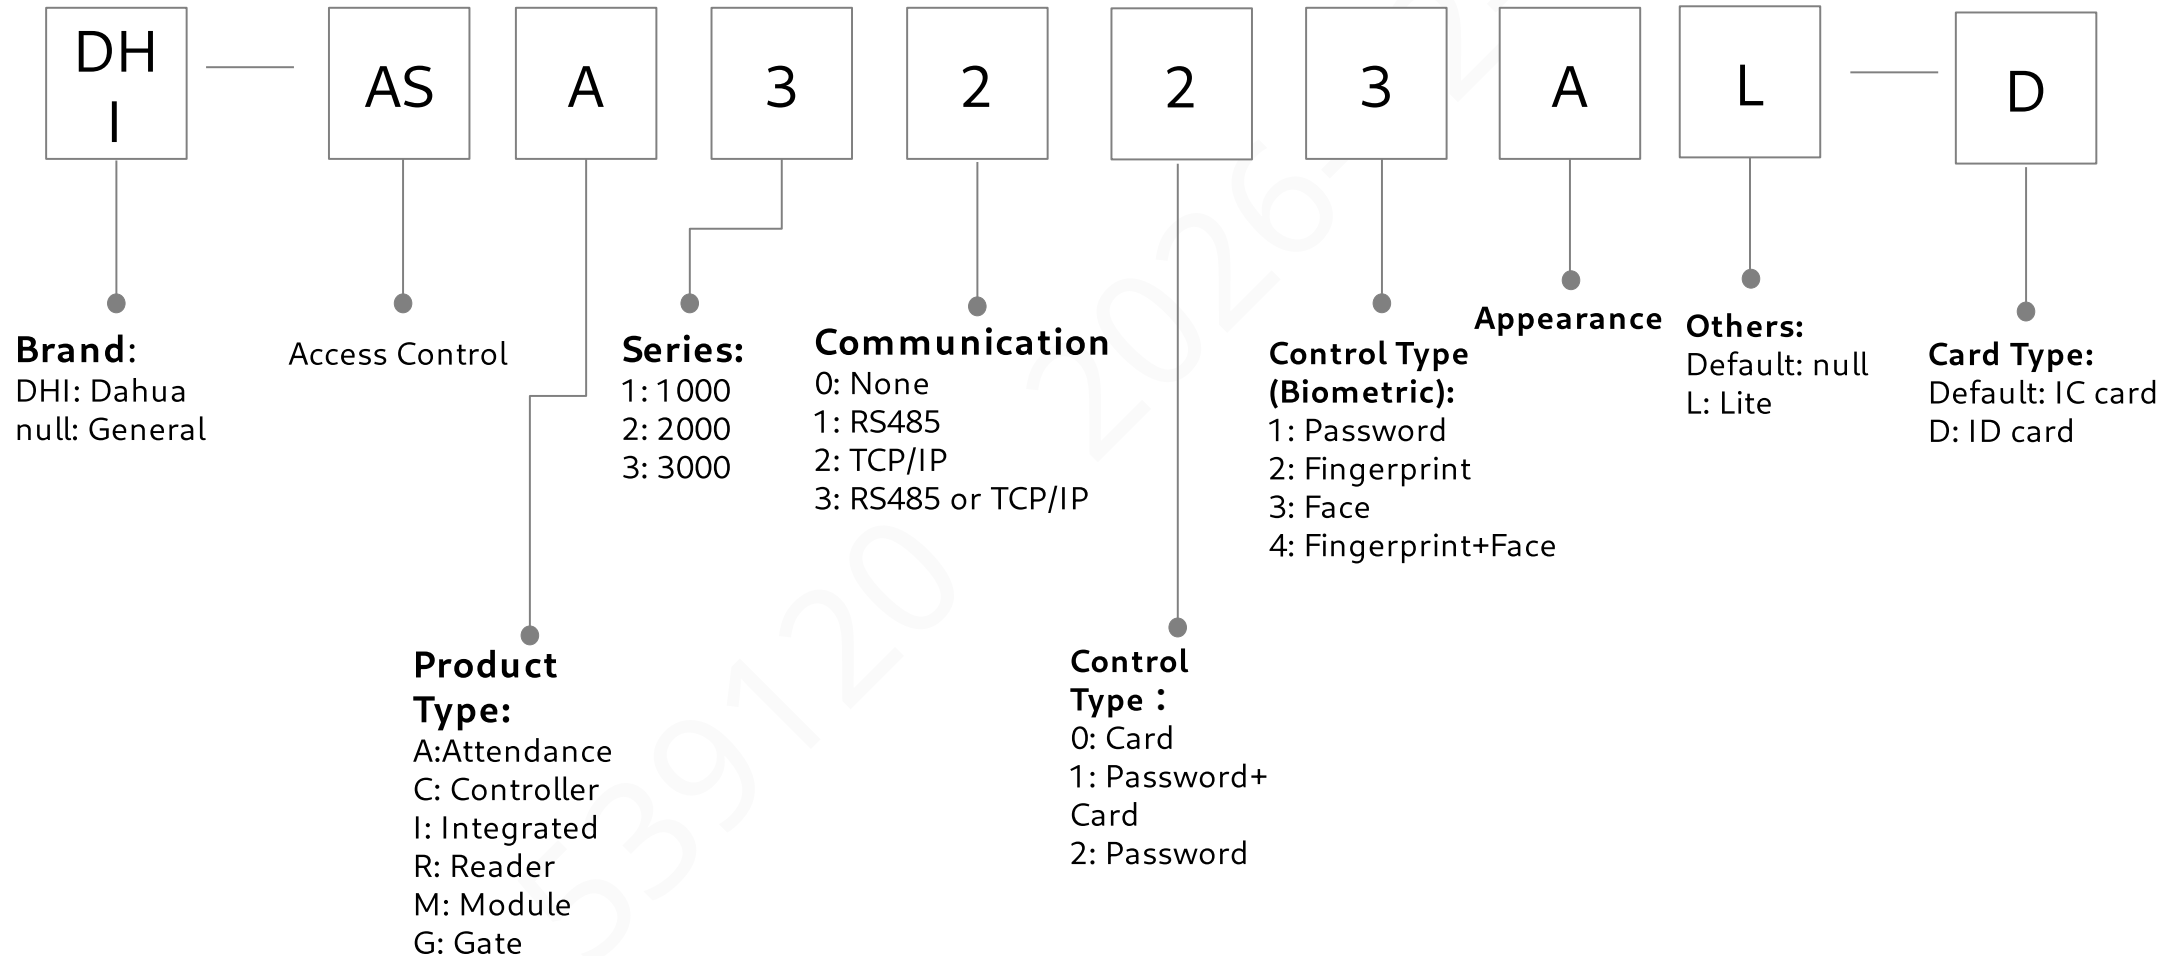 DH
I
AS
A
3
2
2
3
A
L
D
Brand:
DHI: Dahua
null: General
Access Control
Series:
1: 1000
2: 2000
3: 3000
Communication
0: None
1: RS485
2: TCP/IP
3: RS485 or TCP/IP
Control Type
(Biometric):
1: Password
2: Fingerprint
3: Face
4: Fingerprint+Face
Appearance
Others:
Default: null
L: Lite
Card Type:
Default: IC card
D: ID card
Product
Type:
A:Attendance
C: Controller
I: Integrated
R: Reader
M: Module
G: Gate
Control
Type：
0: Card
1: Password+
Card
2: Password